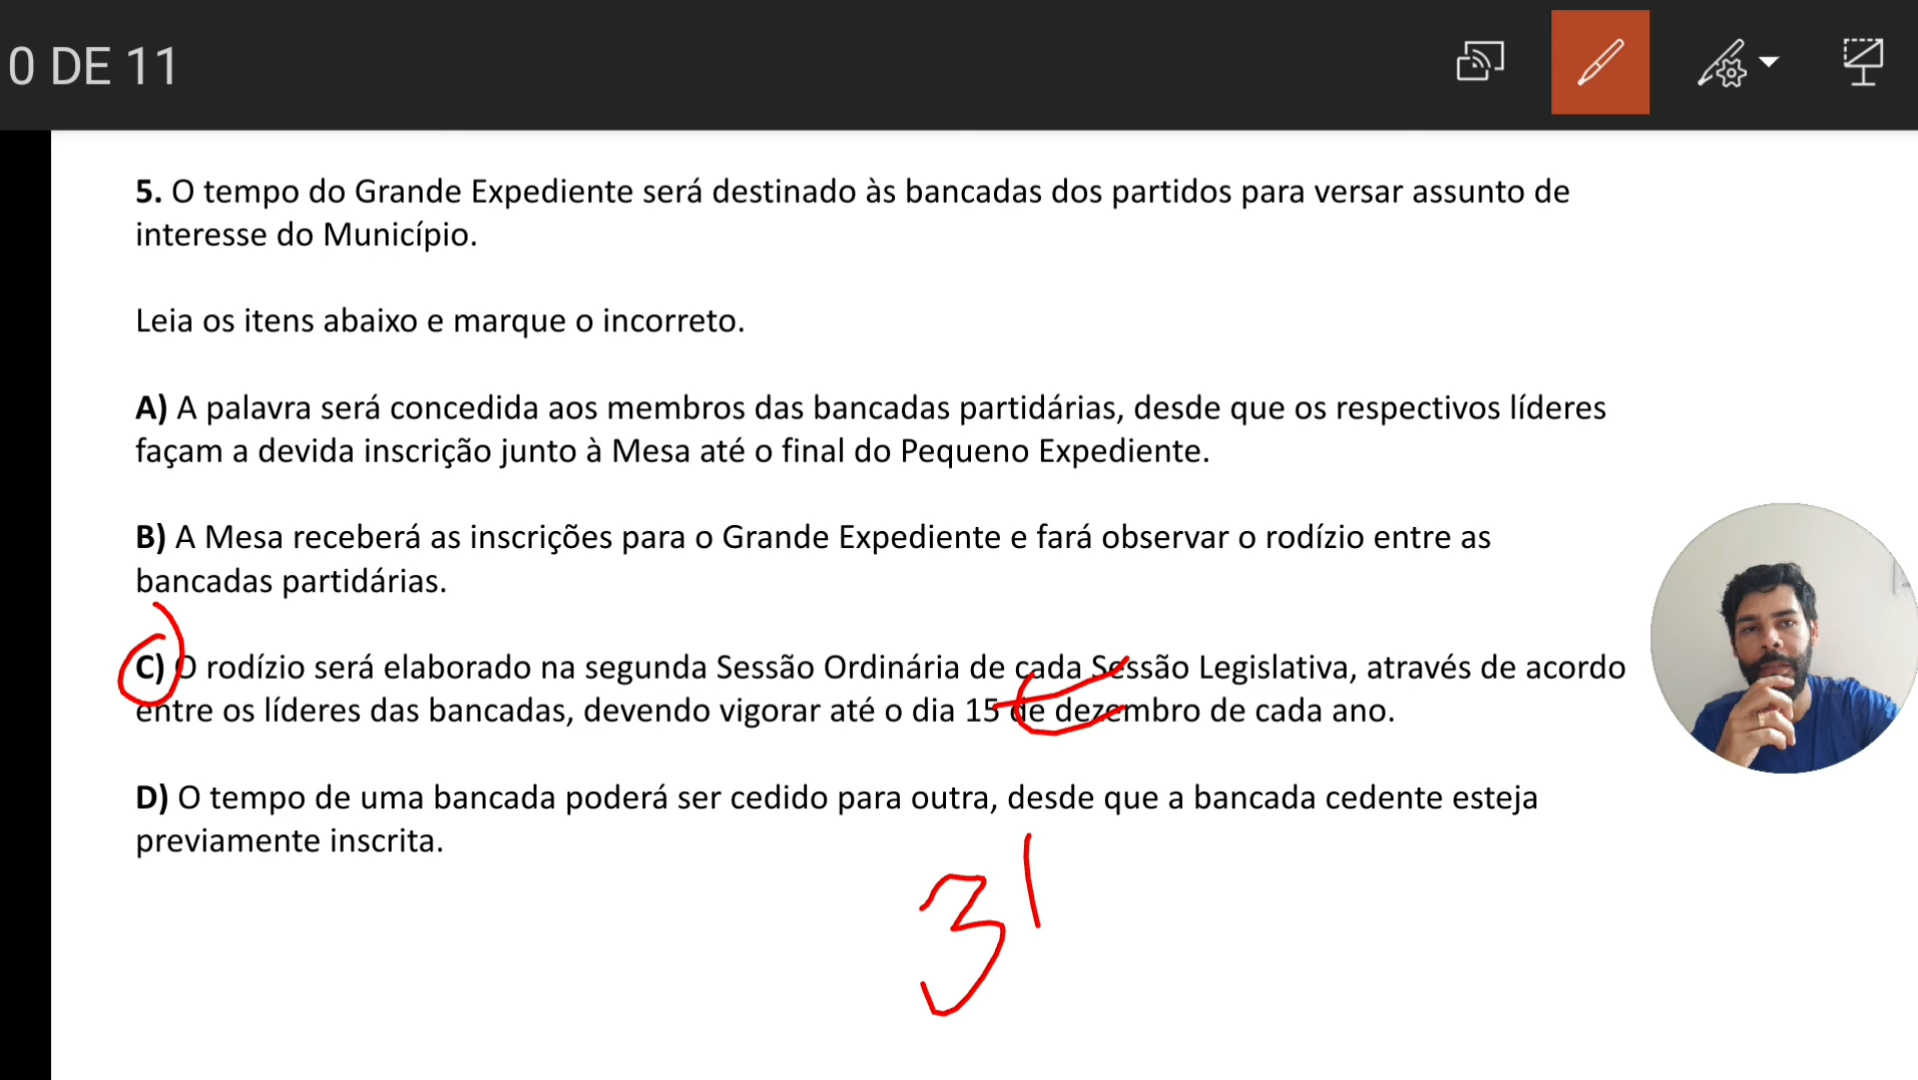 0 DE 11
5. O tempo do Grande Expediente será destinado às bancadas dos partidos para versar assunto de
interesse do Município.
Leia os itens abaixo e marque o incorreto.
A) A palavra será concedida aos membros das bancadas partidárias, desde que os respectivos líderes
façam a devida inscrição junto à Mesa até o final do Pequeno Expediente.
B) A Mesa receberá as inscrições para o Grande Expediente e fará observar o rodízio entre as
bancadas partidárias.
C) O rodízio será elaborado na segunda Sessão Ordinária de cada Sessão Legislativa, através de acordo
entre os líderes das bancadas, devendo vigorar até o dia 15 de dezembro de cada ano.
D) O tempo de uma bancada poderá ser cedido para outra, desde que a bancada cedente esteja
previamente inscrita.
31